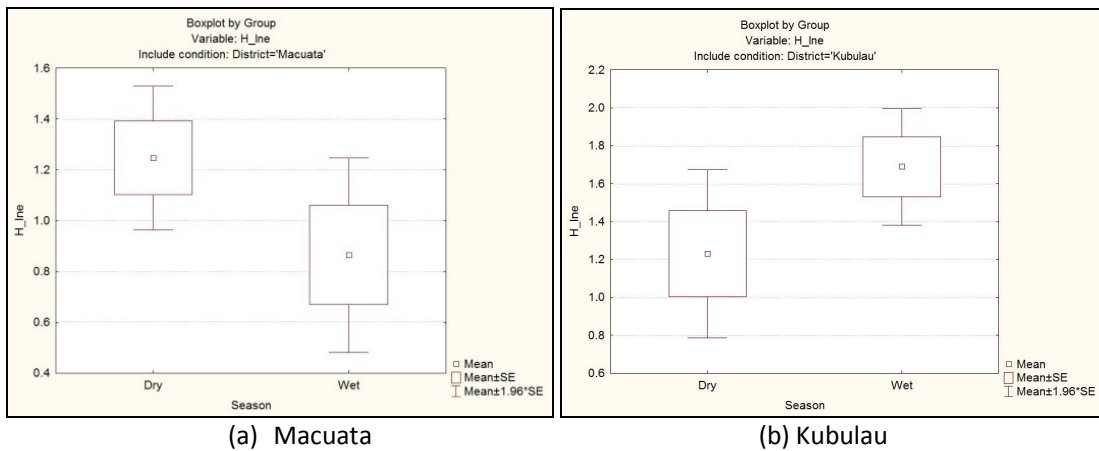 Boxplot by Group
Variable: H_lne
Include condition: District='Macuata'
1.6
1.4
1.2
1.0
0.8
0.6
0.4
H_lne
Dry
Wet
Season
Mean
Mean±SE
Mean±1.96*SE
(a) Macuata
Boxplot by Group
Variable: H_lne
Include condition: District='Kubulau'
2.2
2.0
1.8
1.6
1.4
1.2
1.0
0.8
0.6
H_lne
Dry
Wet
Season
Mean
Mean±SE
Mean±1.96*SE
(b) Kubulau